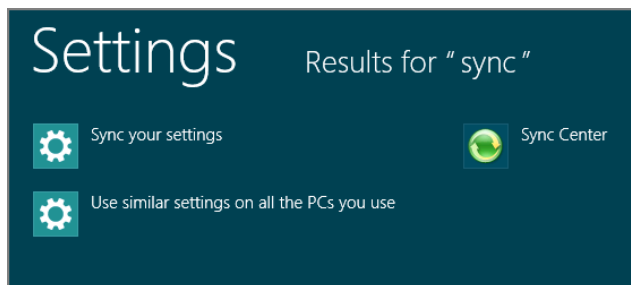 Settings Results for “sync”
Sync your settings
Sync Center
Use similar settings on all the PCs you use